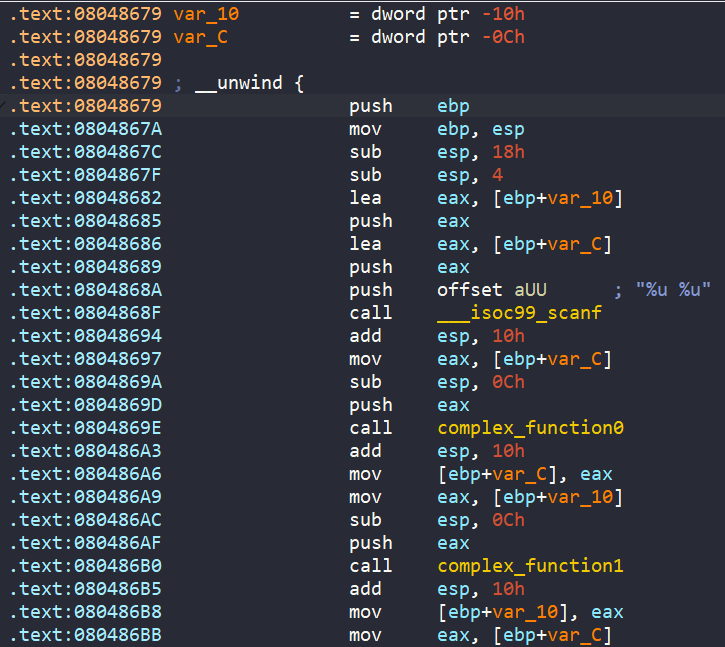 .text:08048679 var_10 = dword ptr -10h
.text:08048679 var_C = dword ptr -0Ch
.text:08048679
.text:08048679 ; __unwind {
.text:08048679 push ebp
.text:0804867A mov ebp, esp
.text:0804867C sub esp, 18h
.text:0804867F sub esp, 4
.text:08048682 lea eax, [ebp+var_10]
.text:08048685 push eax
.text:08048686 lea eax, [ebp+var_C]
.text:08048689 push eax
.text:0804868A push offset aUU ; "%u %u"
.text:0804868F call ___isoc99_scanf
.text:08048694 add esp, 10h
.text:08048697 mov eax, [ebp+var_C]
.text:0804869A sub esp, 0Ch
.text:0804869D push eax
.text:0804869E call complex_function0
.text:080486A3 add esp, 10h
.text:080486A6 mov [ebp+var_C], eax
.text:080486A9 mov eax, [ebp+var_10]
.text:080486AC sub esp, 0Ch
.text:080486AF push eax
.text:080486B0 call complex_function1
.text:080486B5 add esp, 10h
.text:080486B8 mov [ebp+var_10], eax
.text:080486BB mov eax, [ebp+var_C]